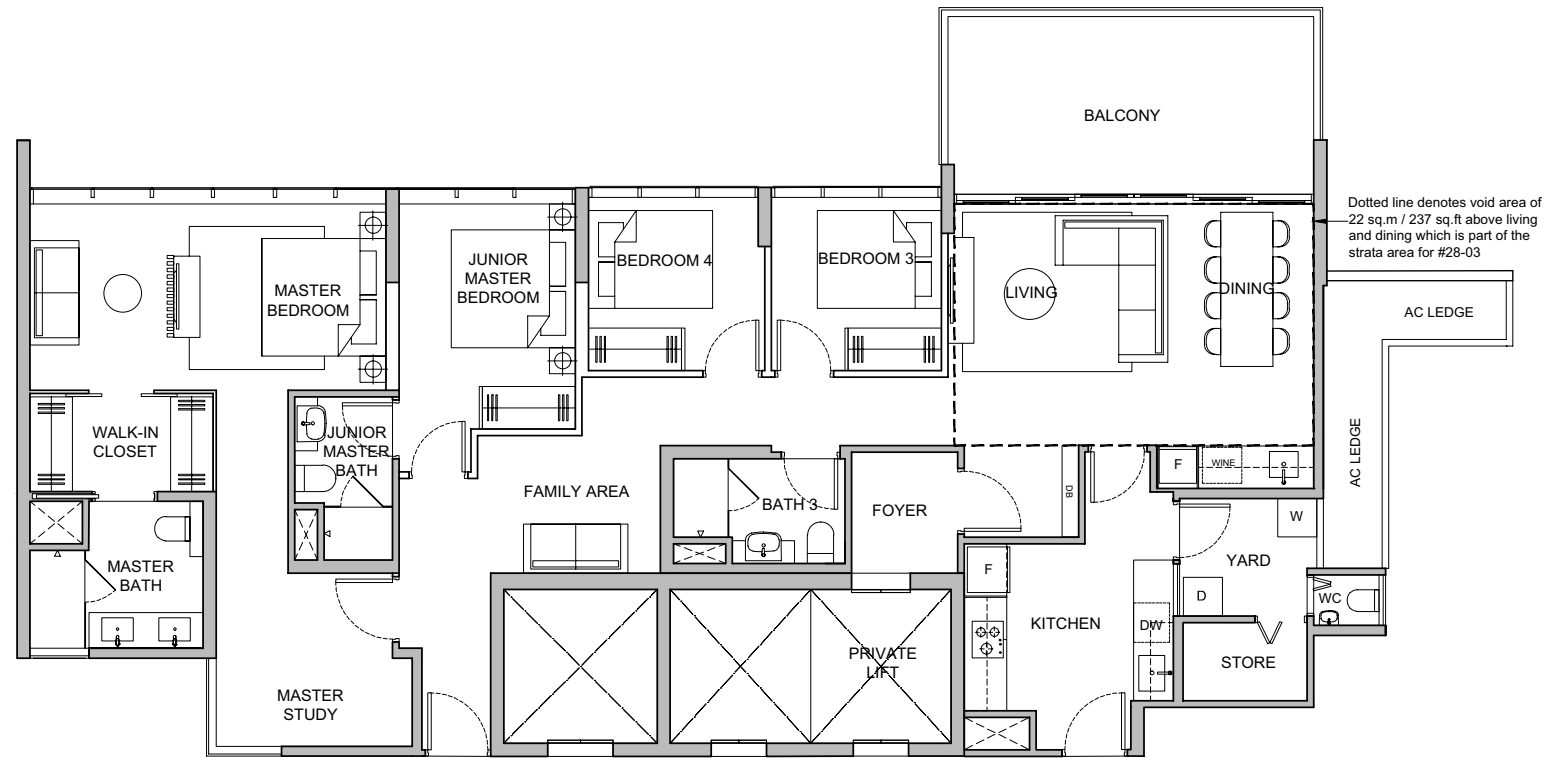 BALCONY
Dotted line denotes void area of
22 sq.m / 237 sq.ft above living
and dining which is part of the
strata area for #28-03
MASTER
BEDROOM
JUNIOR
MASTER
BEDROOM
BEDROOM 4
BEDROOM 3
LIVING
DINING
AC LEDGE
AC LEDGE
WALK-IN
CLOSET
JUNIOR
MASTER
BATH
FAMILY AREA
BATH 3
FOYER
DB
F
WINE
W
YARD
D
WC
MASTER
BATH
F
KITCHEN
DW
STORE
PRIVATE
LIFT
MASTER
STUDY